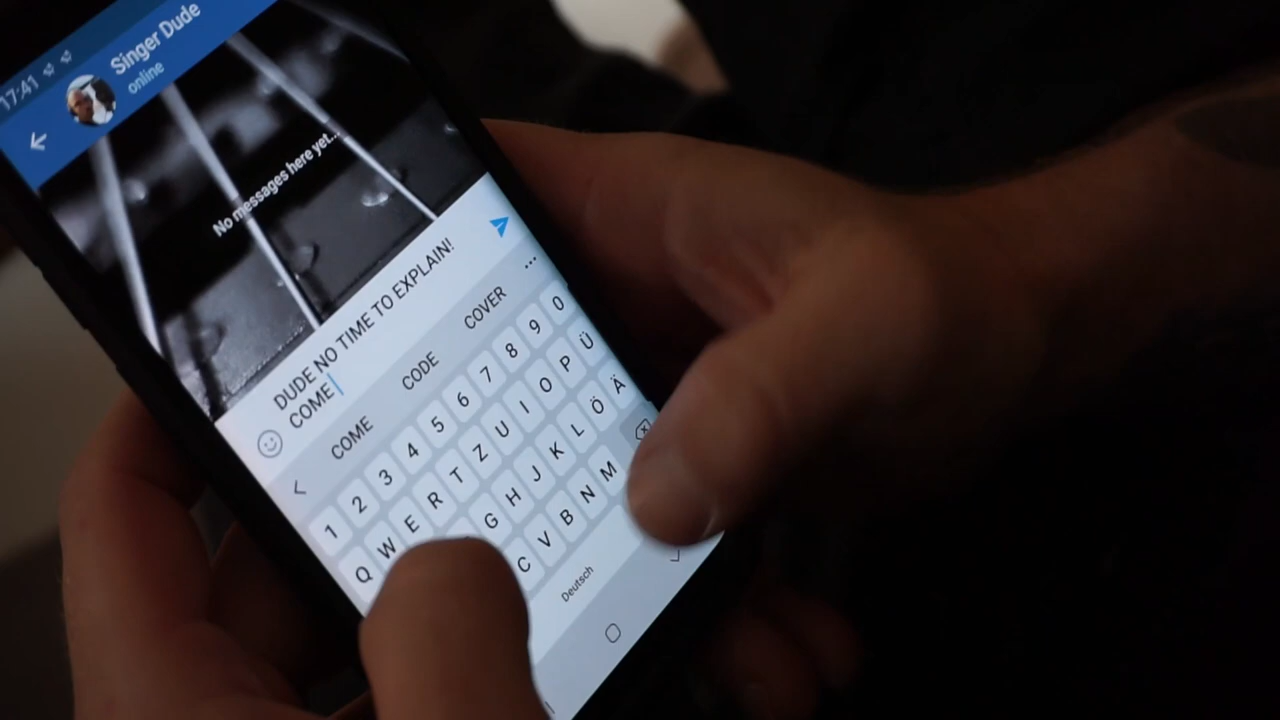 17:41
Singer Dude
online
No messages here yet...
DUDE NO TIME TO EXPLAIN!
COME
COME CODE COVER
1 2 3 4 5 6 7 8 9 0
Q W E R T Z U I O P Ü
G H J K L Ö Ä
C V B N M
Deutsch